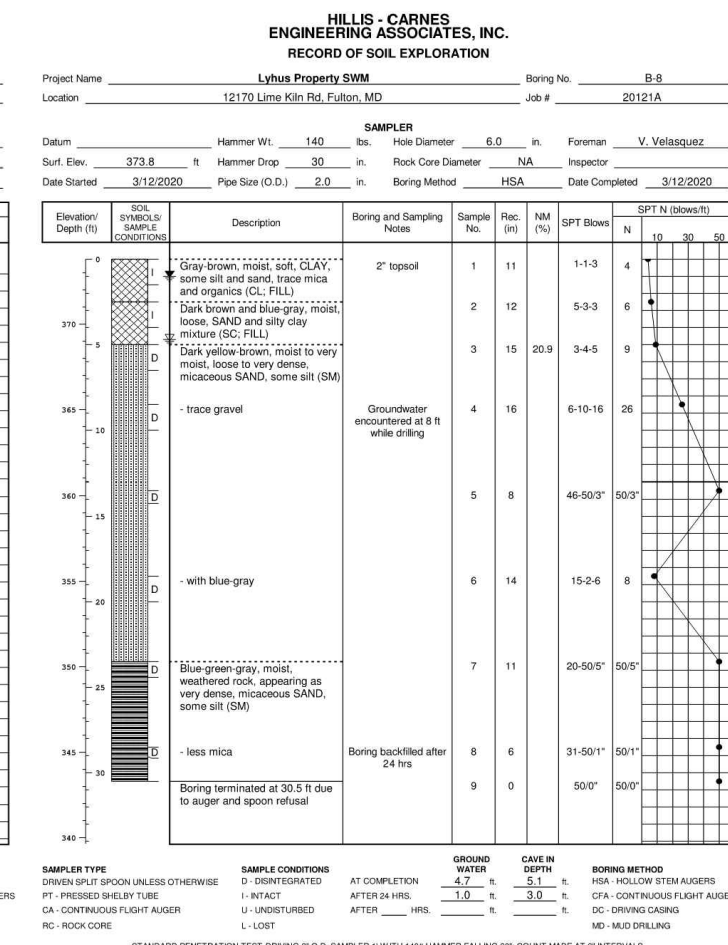 HILLIS - CARNES
ENGINEERING ASSOCIATES, INC.
RECORD OF SOIL EXPLORATION
Project Name Lyhus Property SWM Boring No. B-8
Location 12170 Lime Kiln Rd, Fulton, MD Job # 20121A
SAMPLER
Datum Hammer Wt. 140 lbs. Hole Diameter 6.0 in. Foreman V. Velasquez
Surf. Elev. 373.8 ft Hammer Drop 30 in. Rock Core Diameter NA Inspector
Date Started 3/12/2020 Pipe Size (O.D.) 2.0 in. Boring Method HSA Date Completed 3/12/2020
Elevation/ Depth (ft) SOIL SYMBOLS/ SAMPLE CONDITIONS Description Boring and Sampling Notes Sample No. Rec. (in) NM (%) SPT Blows SPT N (blows/ft)
N 10 30 50
0 I Gray-brown, moist, soft, CLAY, 2" topsoil 1 11 1-1-3 4
some silt and sand, trace mica
and organics (CL; FILL)
I Dark brown and blue-gray, moist, 2 12 5-3-3 6
370 loose, SAND and silty clay
mixture (SC; FILL)
5 D Dark yellow-brown, moist to very 3 15 20.9 3-4-5 9
moist, loose to very dense,
micaceous SAND, some silt (SM)
365 D - trace gravel Groundwater 4 16 6-10-16 26
encountered at 8 ft
10 while drilling
360 D 5 8 46-50/3" 50/3"
15
355 D - with blue-gray 6 14 15-2-6 8
20
350 D Blue-green-gray, moist, 7 11 20-50/5" 50/5"
weathered rock, appearing as
25 very dense, micaceous SAND,
some silt (SM)
345 D - less mica Boring backfilled after 8 6 31-50/1" 50/1"
24 hrs
30
Boring terminated at 30.5 ft due 9 0 50/0" 50/0"
to auger and spoon refusal
340
GROUND WATER CAVE IN DEPTH
SAMPLER TYPE SAMPLE CONDITIONS BORING METHOD
DRIVEN SPLIT SPOON UNLESS OTHERWISE D - DISINTEGRATED AT COMPLETION 4.7 ft. 5.1 ft. HSA - HOLLOW STEM AUGERS
ERS PT - PRESSED SHELBY TUBE I - INTACT AFTER 24 HRS. 1.0 ft. 3.0 ft. CFA - CONTINUOUS FLIGHT AUGE
CA - CONTINUOUS FLIGHT AUGER U - UNDISTURBED AFTER HRS. ft. ft. DC - DRIVING CASING
RC - ROCK CORE L - LOST MD - MUD DRILLING